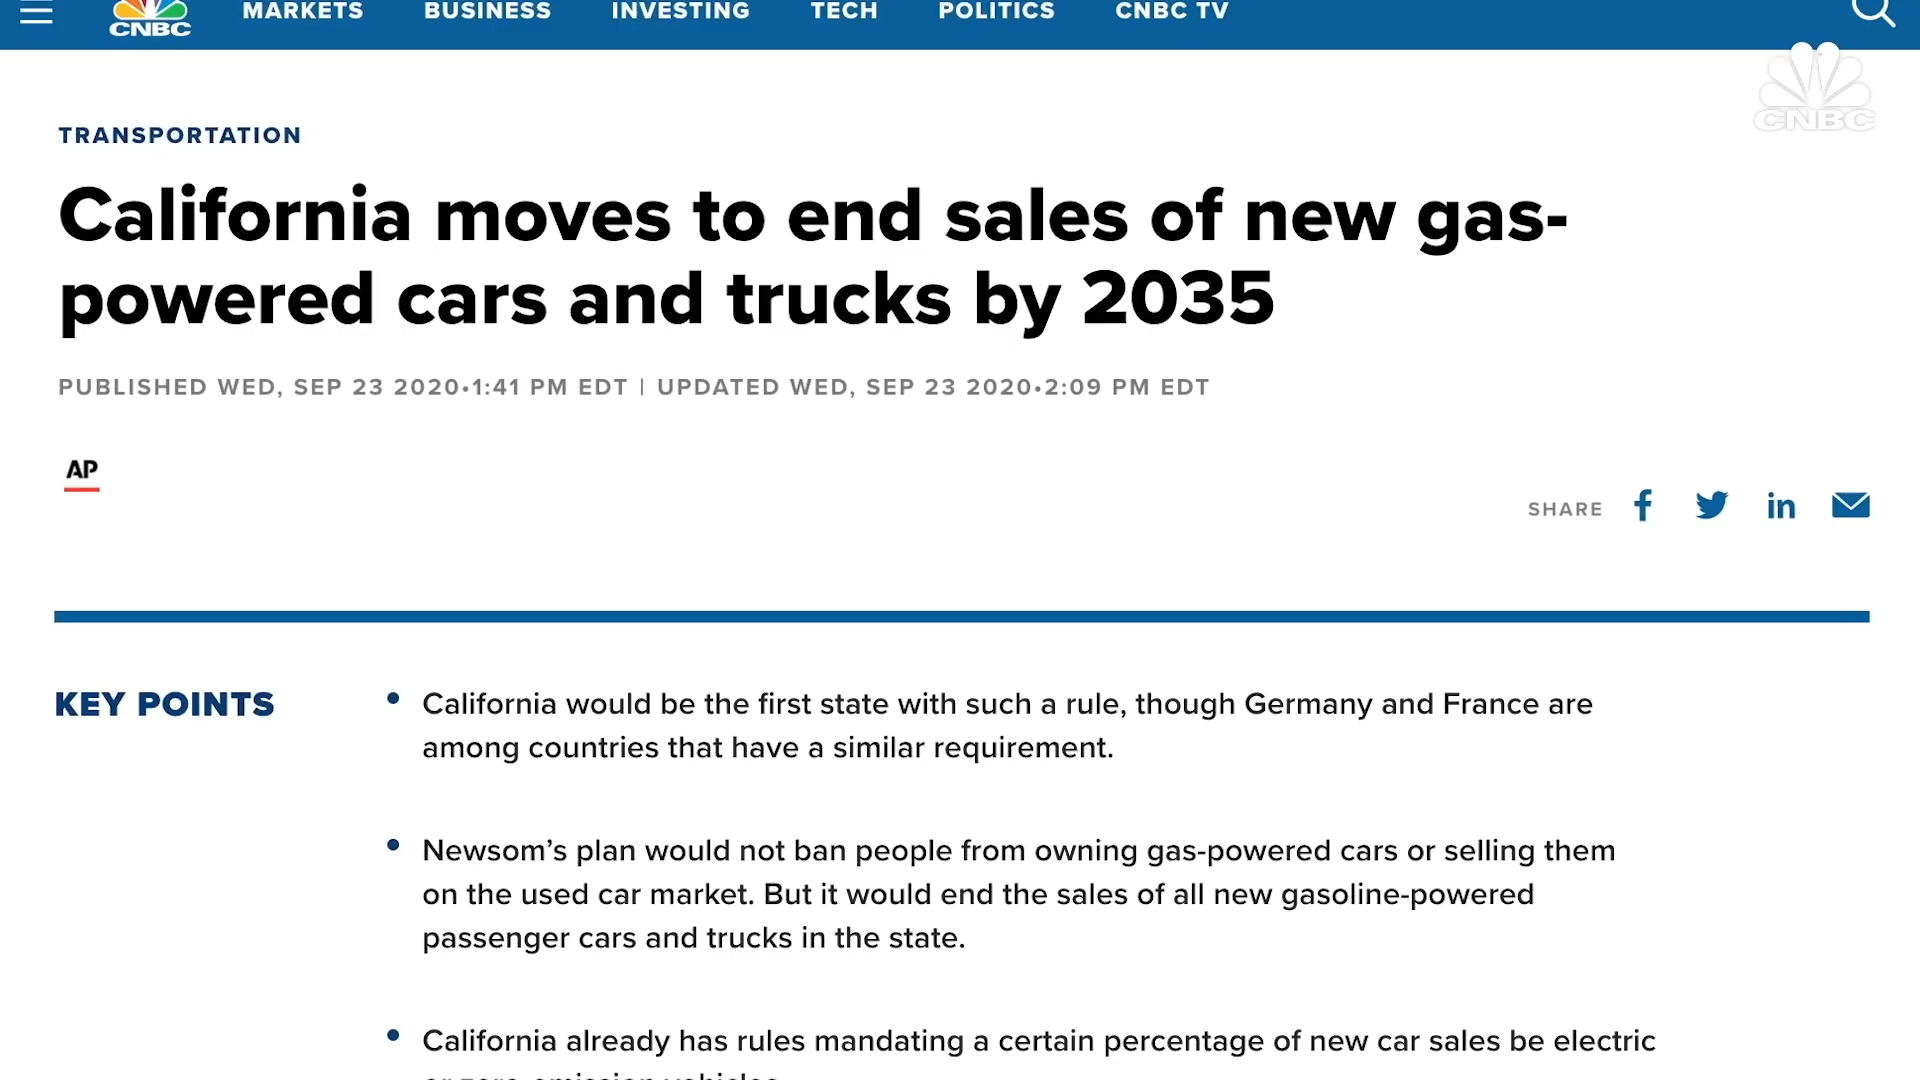 CNBC
MARKETS
BUSINESS
INVESTING
TECH
POLITICS
CNBC TV
CNBC
TRANSPORTATION
California moves to end sales of new gas-
powered cars and trucks by 2035
PUBLISHED WED, SEP 23 2020•1:41 PM EDT | UPDATED WED, SEP 23 2020•2:09 PM EDT
AP
SHARE
KEY POINTS
• California would be the first state with such a rule, though Germany and France are
among countries that have a similar requirement.
• Newsom’s plan would not ban people from owning gas-powered cars or selling them
on the used car market. But it would end the sales of all new gasoline-powered
passenger cars and trucks in the state.
• California already has rules mandating a certain percentage of new car sales be electric
or zero-emission vehicles.